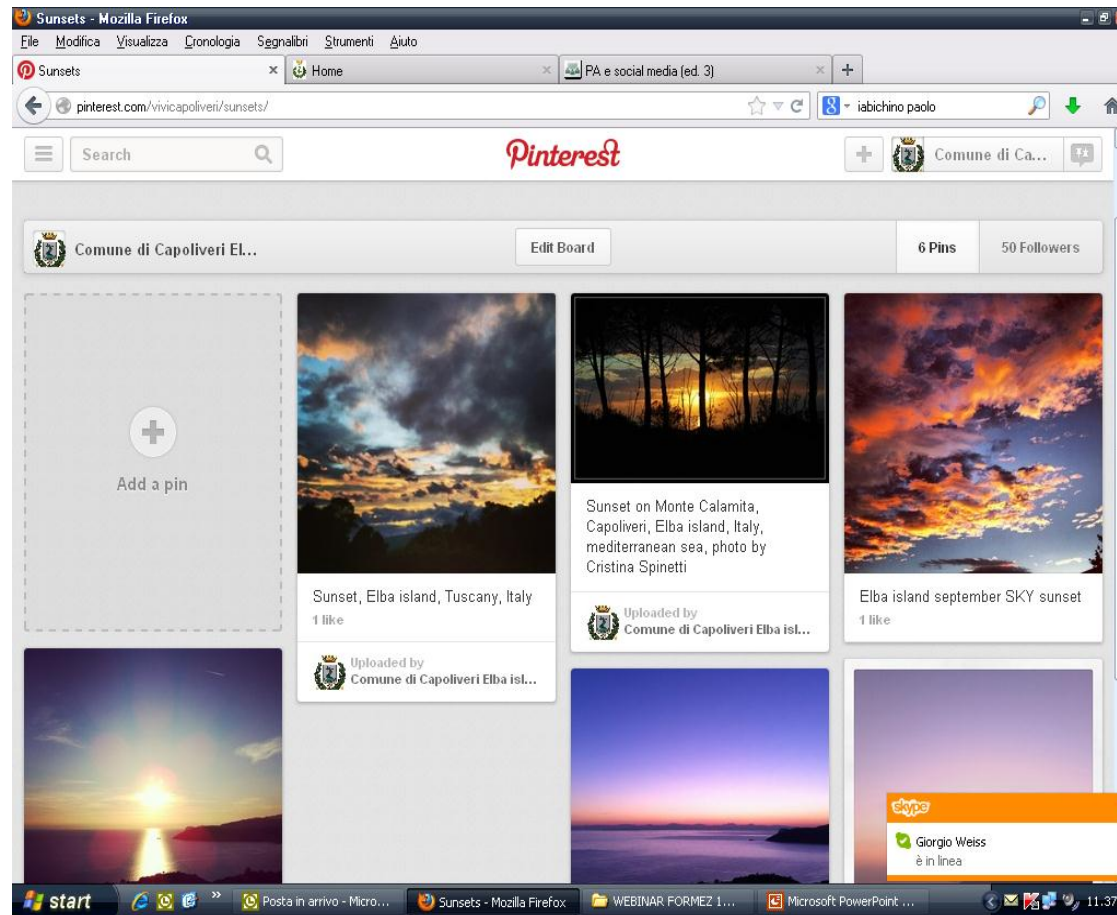 Sunsets - Mozilla Firefox
File Modifica Visualizza Cronologia Segnalibri Strumenti Aiuto
Sunsets
Home
PA e social media (ed. 3)
pinterest.com/vivicapoliveri/sunsets/
iabichino paolo
Search
Pinterest
Comune di Ca...
Comune di Capoliveri El...
Edit Board
6 Pins
50 Followers
Add a pin
Sunset, Elba island, Tuscany, Italy
1 like
Uploaded by
Comune di Capoliveri Elba isl...
Sunset on Monte Calamita,
Capoliveri, Elba island, Italy,
mediterranean sea, photo by
Cristina Spinetti
Uploaded by
Comune di Capoliveri Elba isl...
Elba island september SKY sunset
1 like
skype
Giorgio Weiss
è in linea
start
Posta in arrivo - Micro...
Sunsets - Mozilla Firefox
WEBINAR FORMEZ 1...
Microsoft PowerPoint ...
11.37